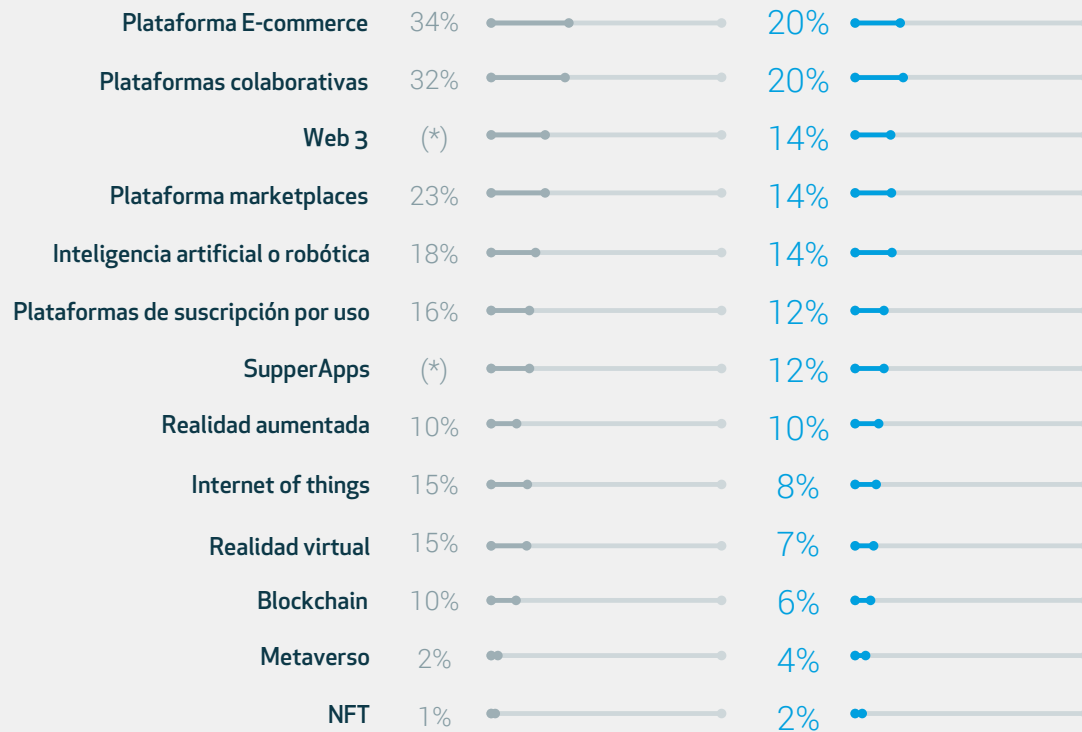 Plataforma E-commerce 34% 20%
Plataformas colaborativas 32% 20%
Web 3 (*) 14%
Plataforma marketplaces 23% 14%
Inteligencia artificial o robótica 18% 14%
Plataformas de suscripción por uso 16% 12%
SupperApps (*) 12%
Realidad aumentada 10% 10%
Internet of things 15% 8%
Realidad virtual 15% 7%
Blockchain 10% 6%
Metaverso 2% 4%
NFT 1% 2%